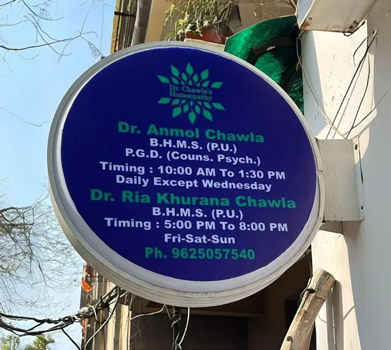 Dr. Chawla's
Homeopathy
Dr. Anmol Chawla
B.H.M.S. (P.U.)
P.G.D. (Couns. Psych.)
Timing : 10:00 AM To 1:30 PM
Daily Except Wednesday
Dr. Ria Khurana Chawla
B.H.M.S. (P.U.)
Timing : 5:00 PM To 8:00 PM
Fri-Sat-Sun
Ph. 9625057540